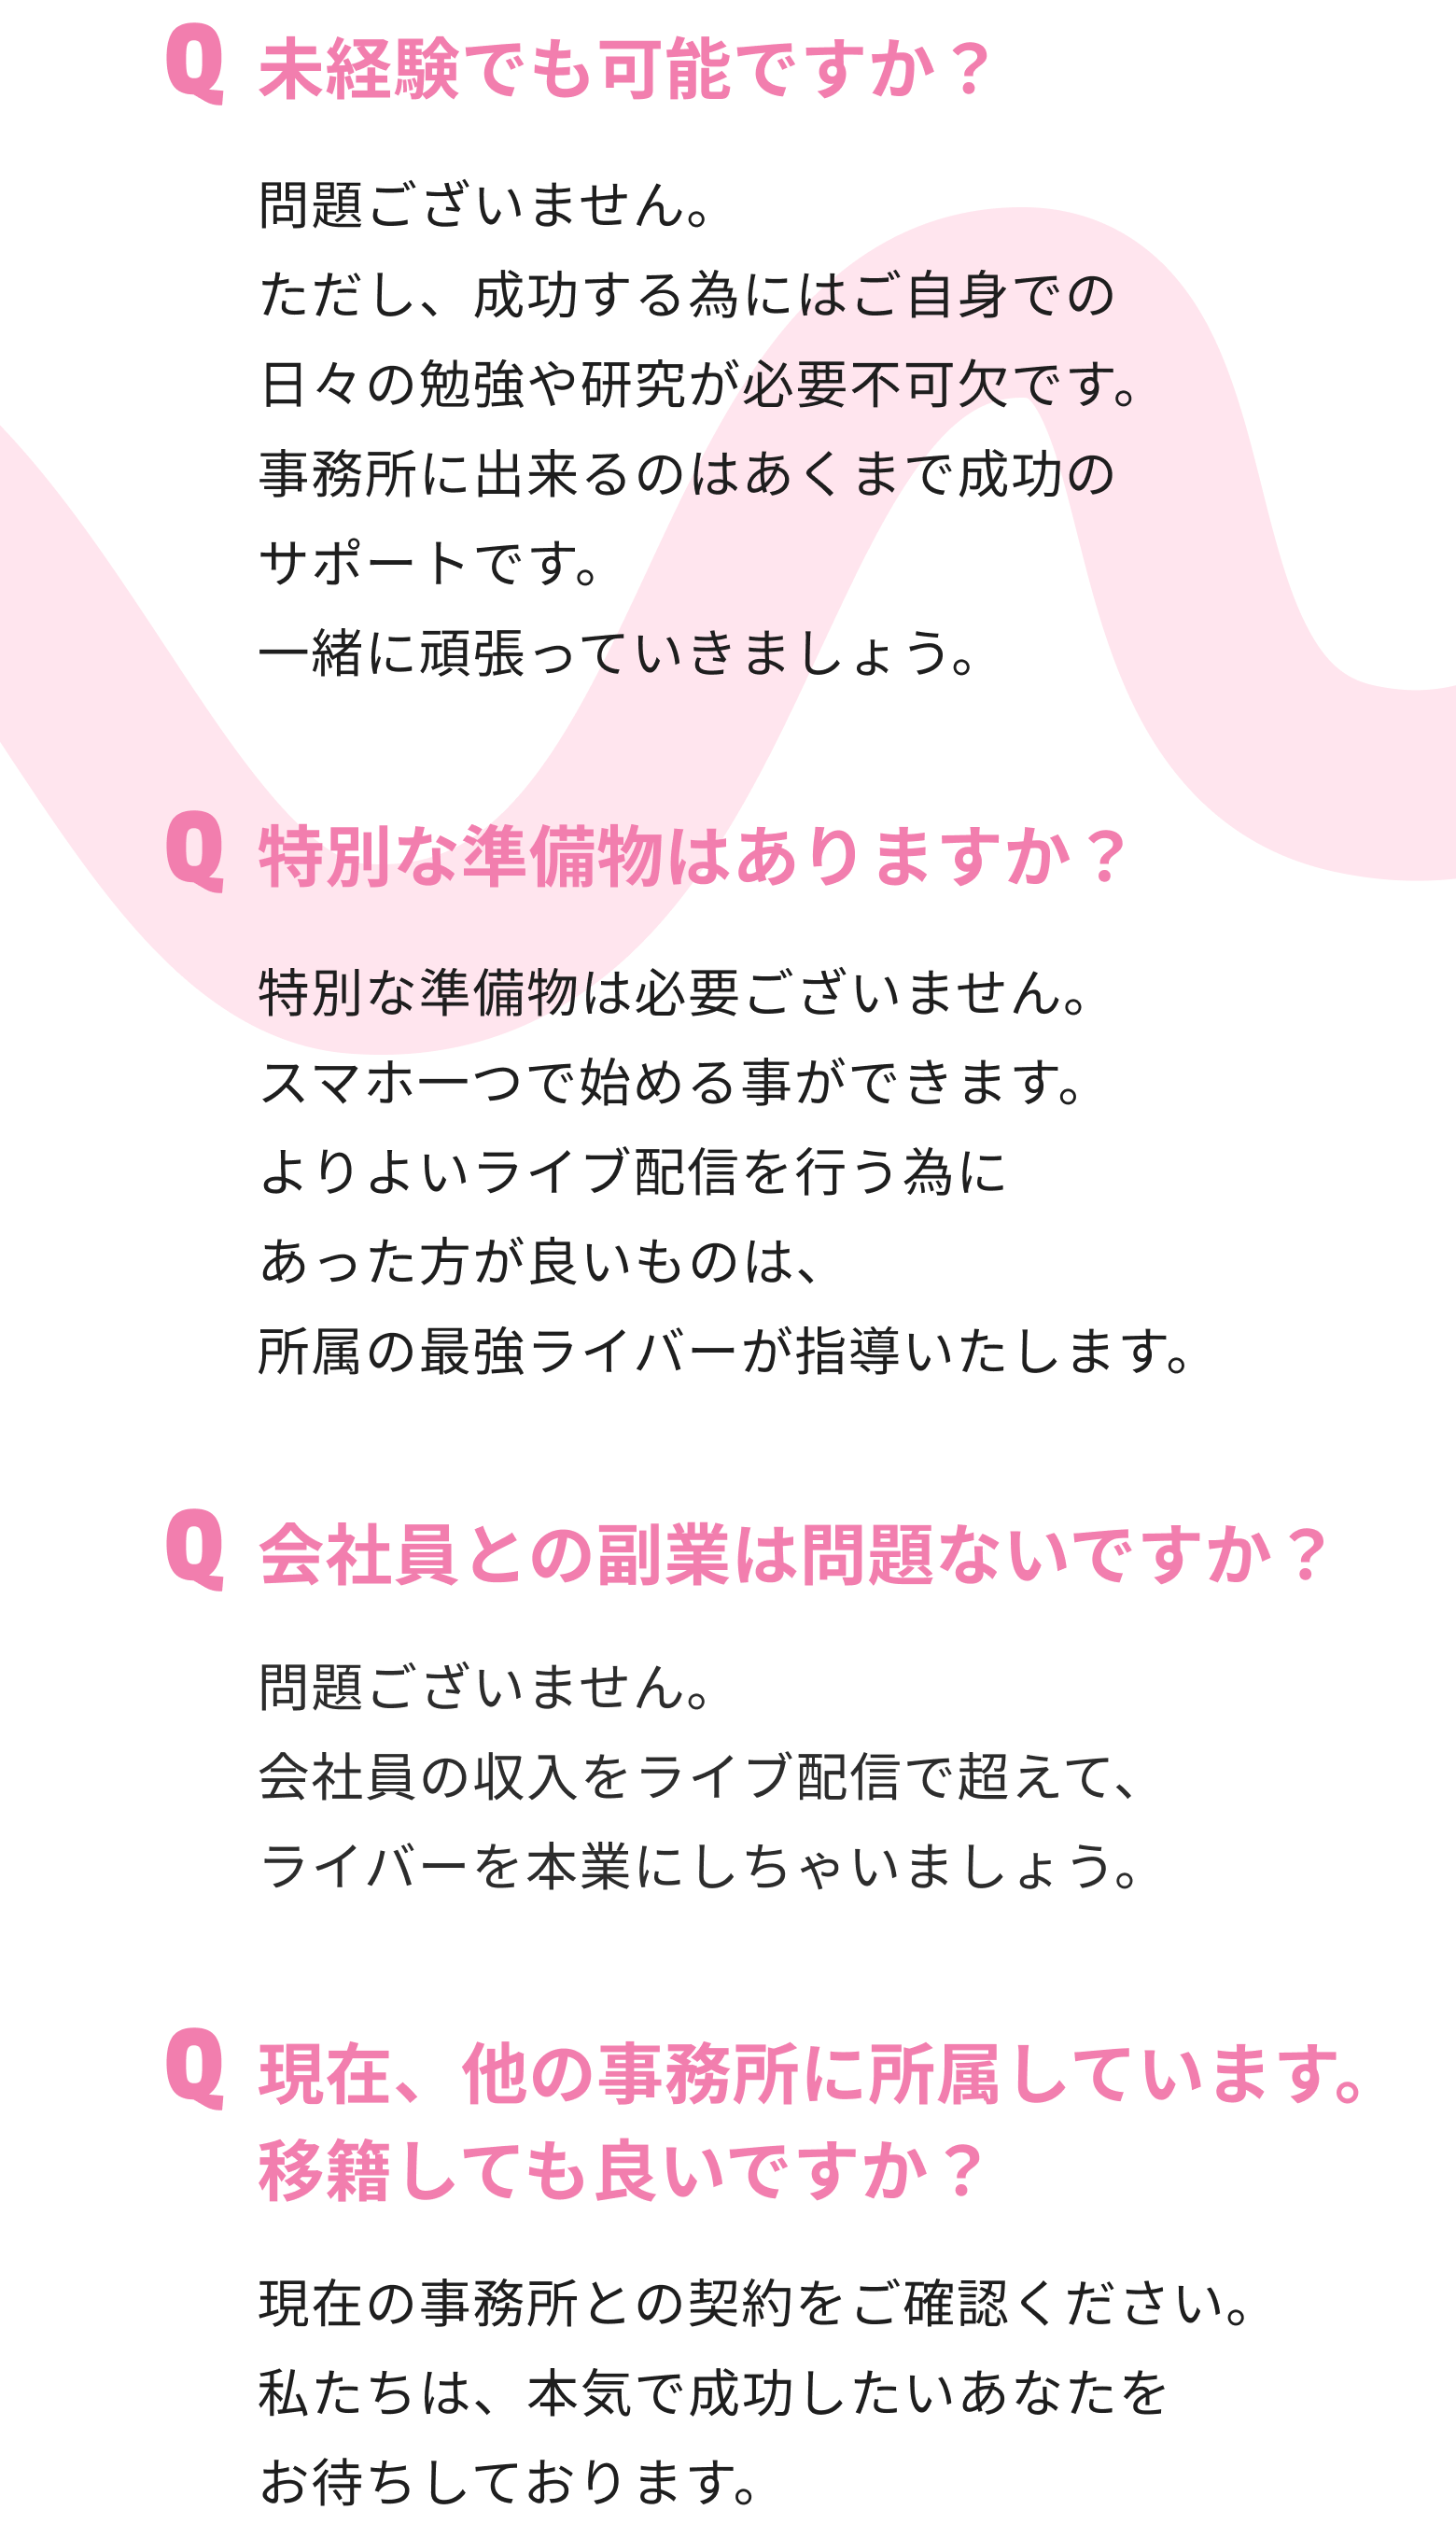 Q 未経験でも可能ですか？
問題ございません。
ただし、成功する為にはご自身での
日々の勉強や研究が必要不可欠です。
事務所に出来るのはあくまで成功の
サポートです。
一緒に頑張っていきましょう。
Q 特別な準備物はありますか？
特別な準備物は必要ございません。
スマホ一つで始める事ができます。
よりよいライブ配信を行う為に
あった方が良いものは、
所属の最強ライバーが指導いたします。
Q 会社員との副業は問題ないですか？
問題ございません。
会社員の収入をライブ配信で超えて、
ライバーを本業にしちゃいましょう。
Q 現在、他の事務所に所属しています。
移籍しても良いですか？
現在の事務所との契約をご確認ください。
私たちは、本気で成功したいあなたを
お待ちしております。